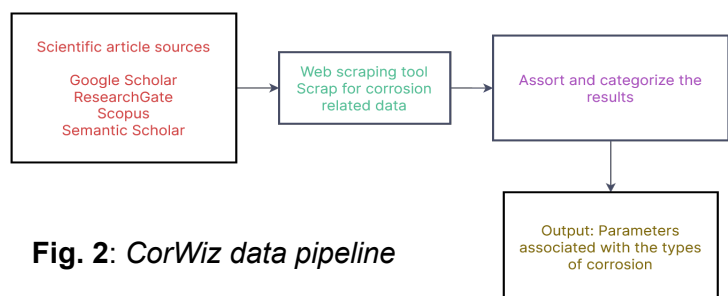 Scientific article sources
Google Scholar
ResearchGate
Scopus
Semantic Scholar
Web scraping tool
Scrap for corrosion
related data
Assort and categorize the
results
Output: Parameters
associated with the types
of corrosion
Fig. 2: CorWiz data pipeline